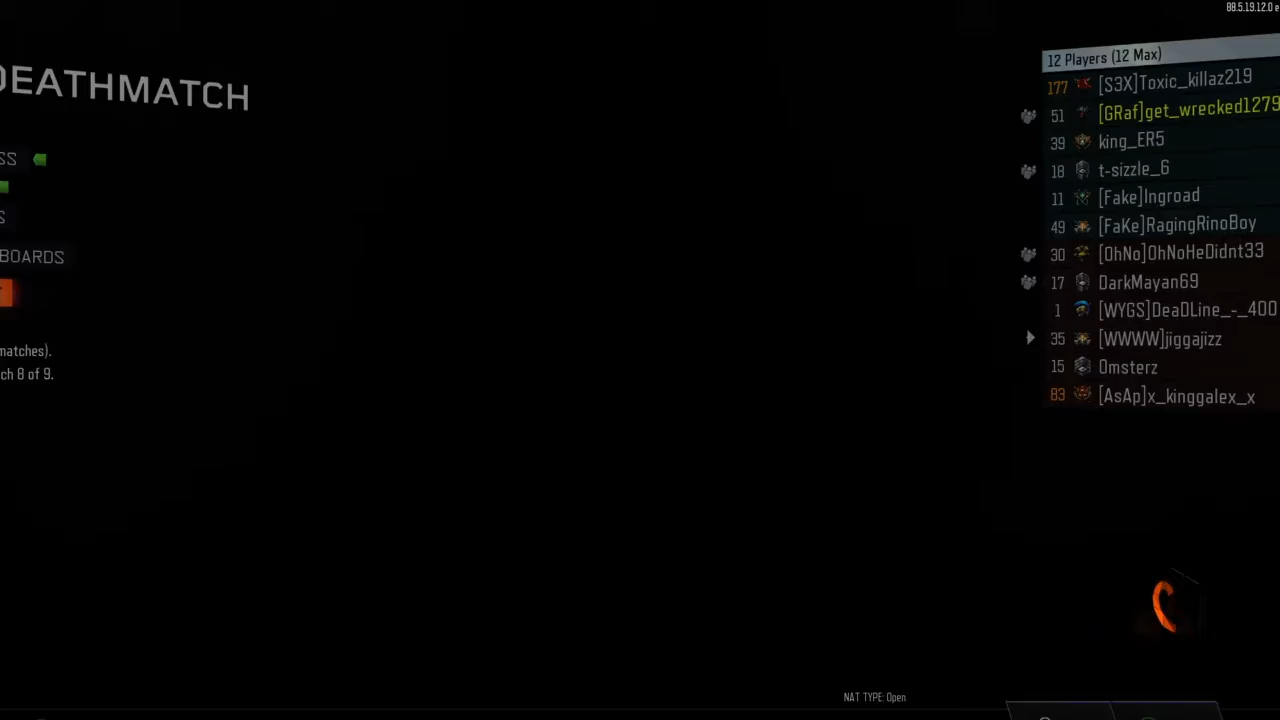 88.5.19.12.0 e
DEATHMATCH
12 Players (12 Max)
177 [S3X]Toxic_killaz219
51 [GRaf]get_wrecked1279
39 king_ER5
18 t-sizzle_6
11 [Fake]Ingroad
49 [FaKe]RagingRinoBoy
30 [OhNo]OhNoHeDidnt33
17 DarkMayan69
1 [WYGS]DeaDLine_-_400
35 [WWWW]jiggajizz
15 Omsterz
83 [AsAp]x_kinggalex_x
SS
S
BOARDS
matches).
ch 8 of 9.
NAT TYPE: Open